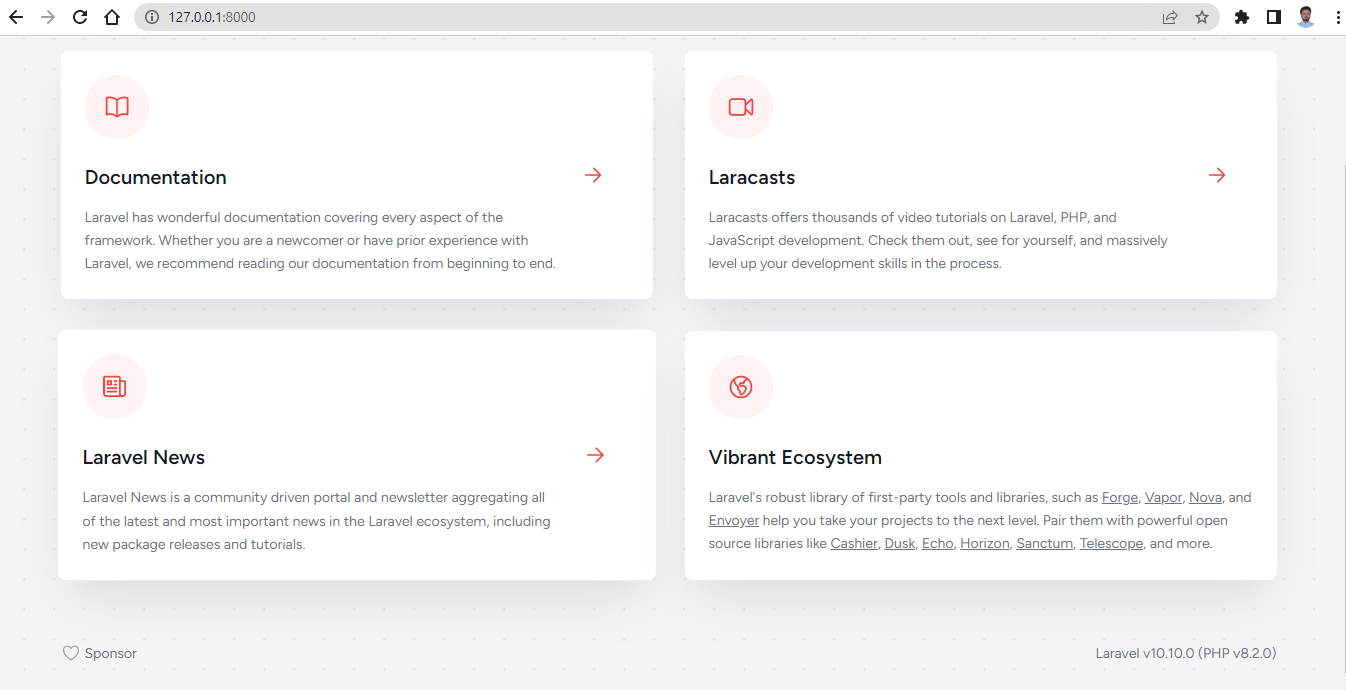 127.0.0.1:8000
Documentation
Laravel has wonderful documentation covering every aspect of the
framework. Whether you are a newcomer or have prior experience with
Laravel, we recommend reading our documentation from beginning to end.
Laracasts
Laracasts offers thousands of video tutorials on Laravel, PHP, and
JavaScript development. Check them out, see for yourself, and massively
level up your development skills in the process.
Laravel News
Laravel News is a community driven portal and newsletter aggregating all
of the latest and most important news in the Laravel ecosystem, including
new package releases and tutorials.
Vibrant Ecosystem
Laravel's robust library of first-party tools and libraries, such as Forge, Vapor, Nova, and
Envoyer help you take your projects to the next level. Pair them with powerful open
source libraries like Cashier, Dusk, Echo, Horizon, Sanctum, Telescope, and more.
Sponsor
Laravel v10.10.0 (PHP v8.2.0)